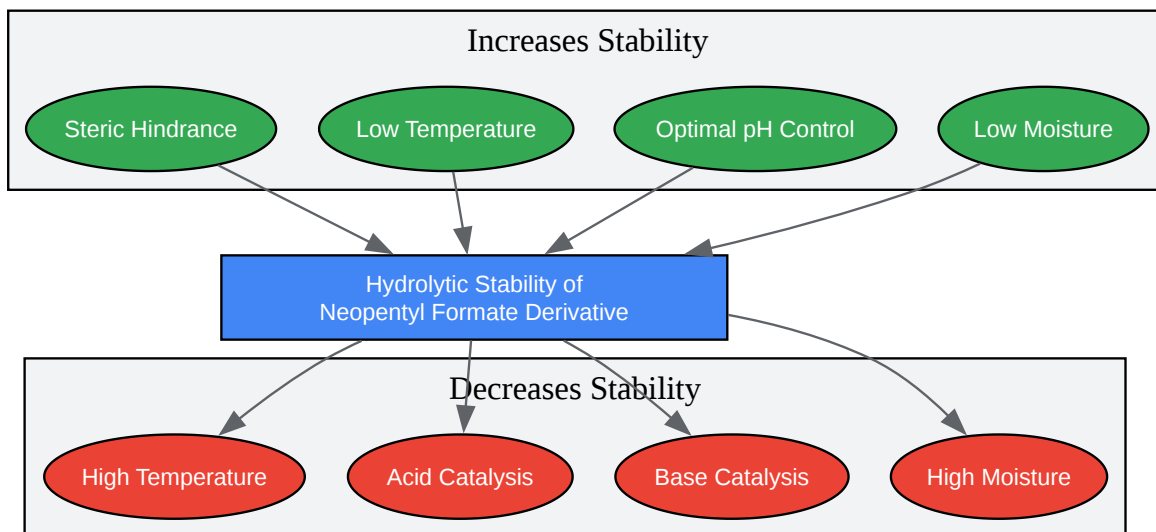 Increases Stability
Steric Hindrance
Low Temperature
Optimal pH Control
Low Moisture
Hydrolytic Stability of
Neopentyl Formate Derivative
Decreases Stability
High Temperature
Acid Catalysis
Base Catalysis
High Moisture